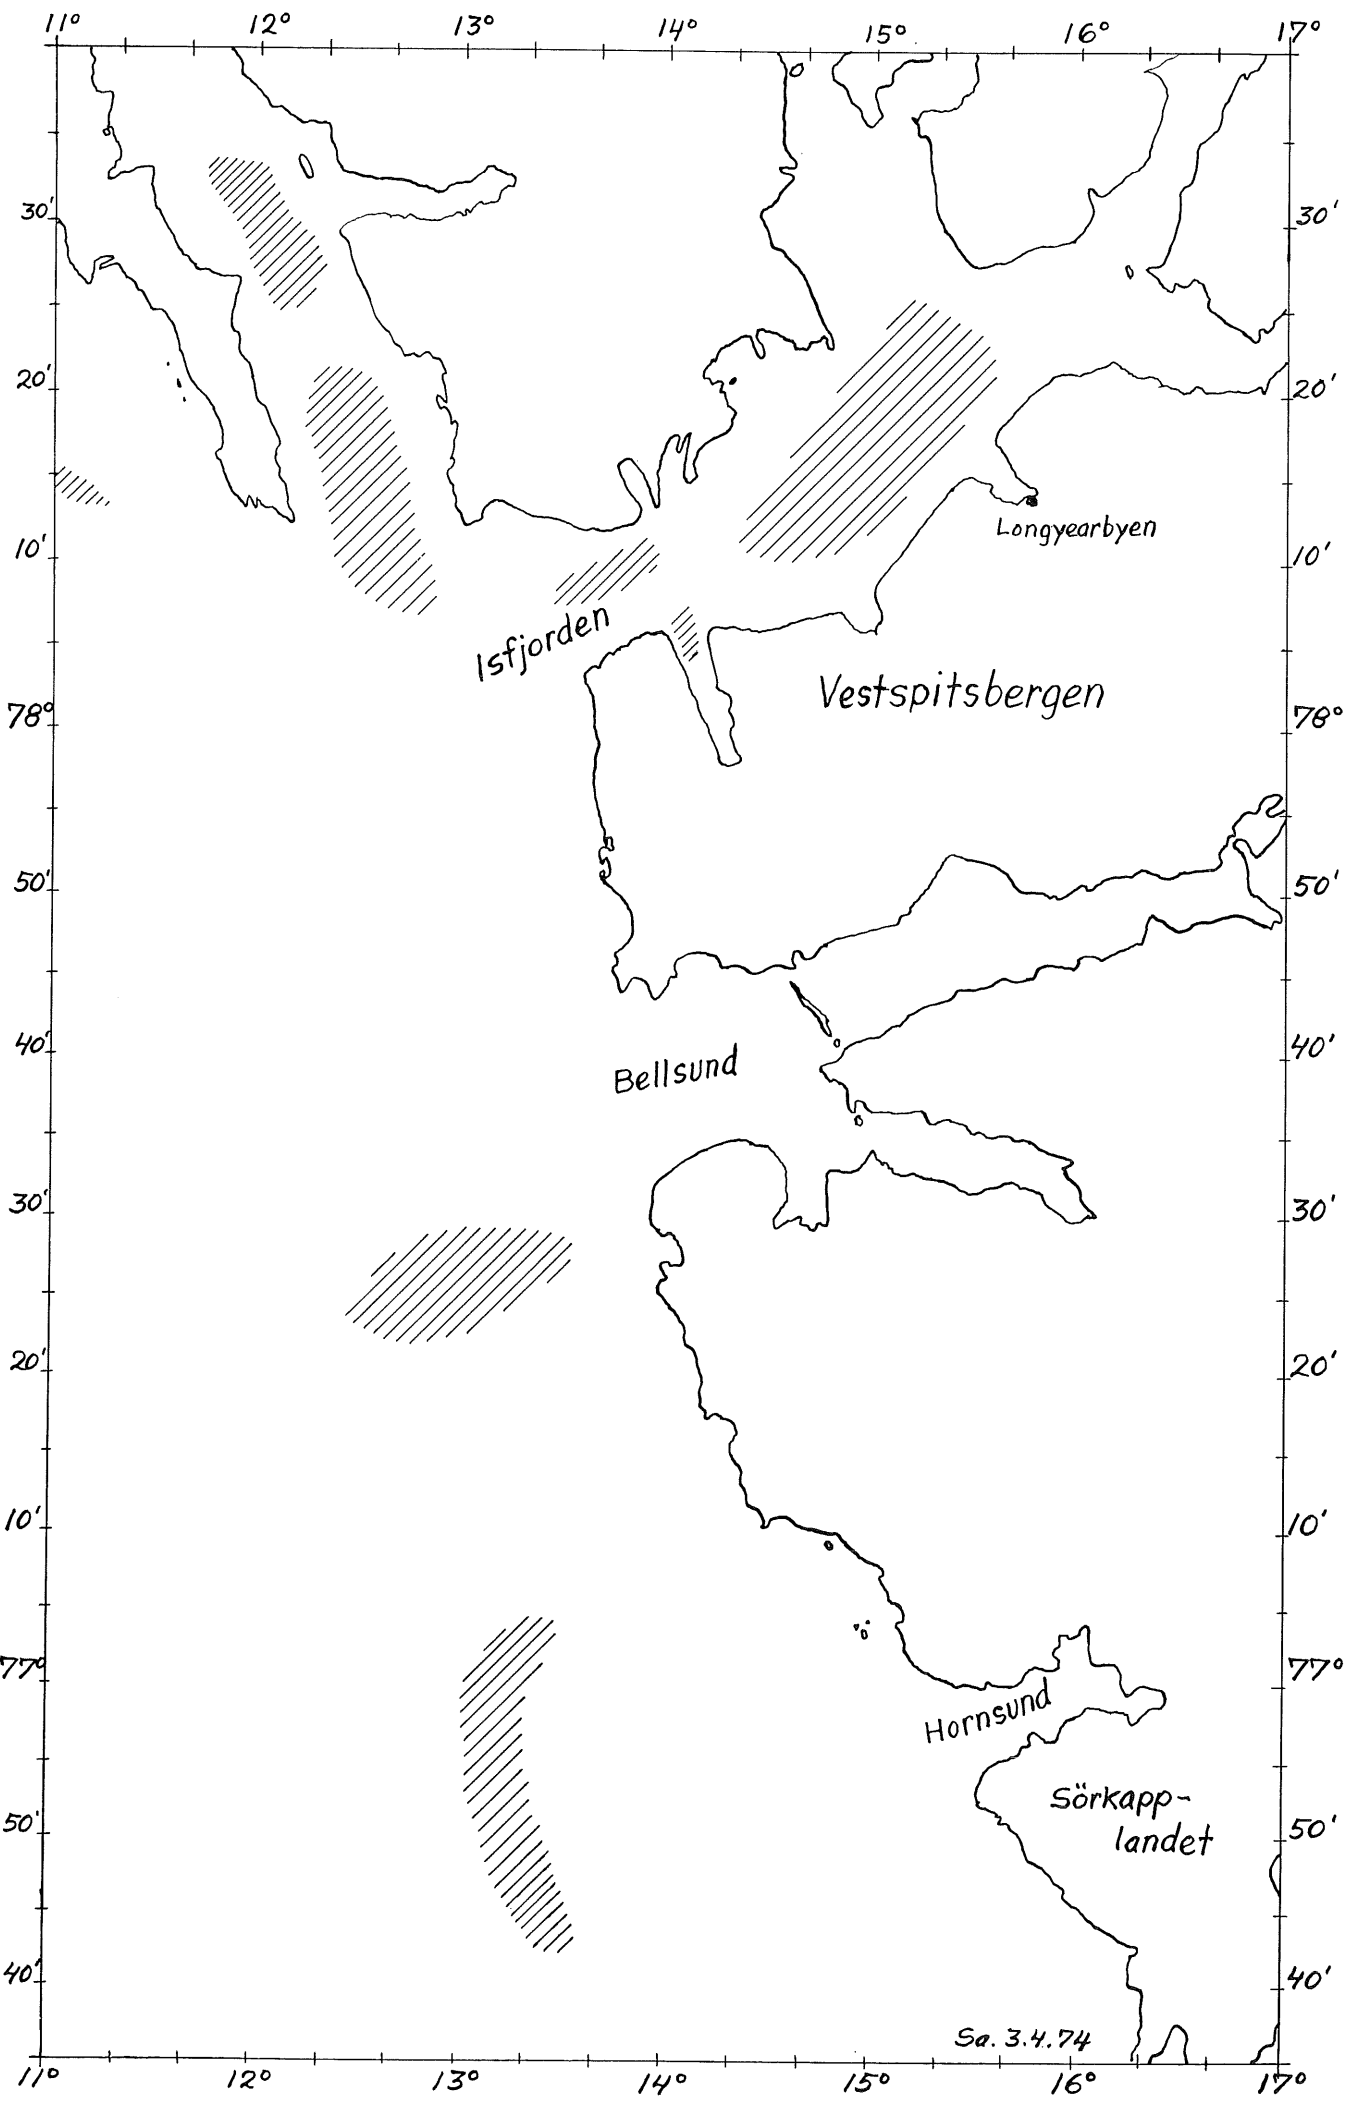 11° 12° 13° 14° 15° 16° 17°
30' 30'
20' 20'
Longyearbyen
10' 10'
Isfjorden
Vestspitsbergen
78° 78°
50' 50'
40' 40'
Bellsund
30' 30'
20' 20'
10' 10'
77° 77°
Hornsund
Sörkapp-
landet
50' 50'
40' 40'
Sa. 3.4.74
11° 12° 13° 14° 15° 16° 17°